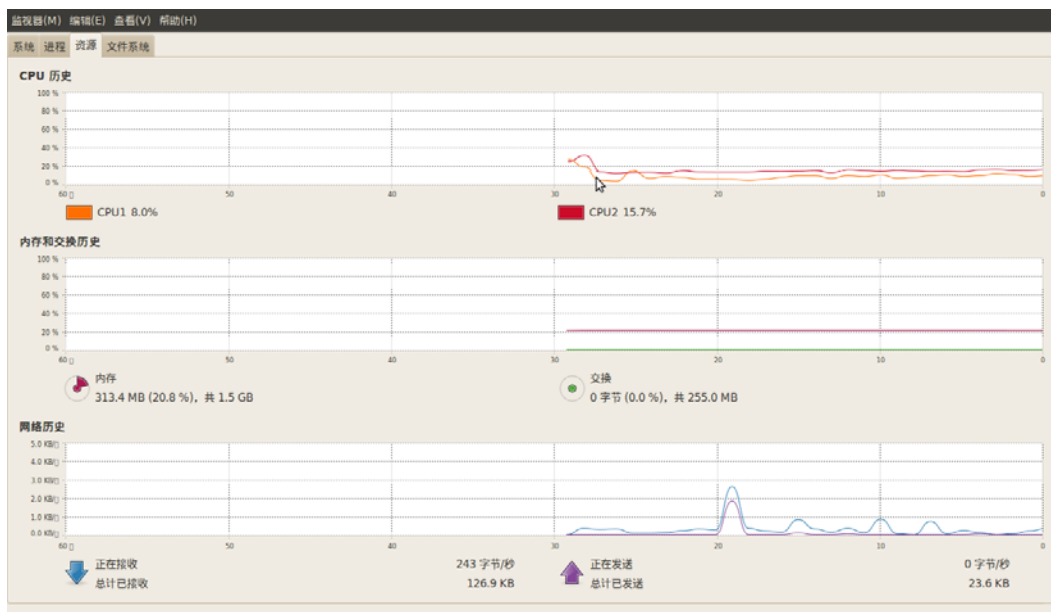 监视器(M) 编辑(E) 查看(V) 帮助(H)
系统 进程 资源 文件系统
CPU 历史
100 %
80 %
60 %
40 %
20 %
0 %
60 50 40 30 20 10 0
CPU1 8.0% CPU2 15.7%
内存和交换历史
100 %
80 %
60 %
40 %
20 %
0 %
60 50 40 30 20 10 0
内存 交换
313.4 MB (20.8 %), 共 1.5 GB 0 字节 (0.0 %), 共 255.0 MB
网络历史
5.0 KB/
4.0 KB/
3.0 KB/
2.0 KB/
1.0 KB/
0.0 KB/
60 50 40 30 20 10 0
正在接收 243 字节/秒 正在发送 0 字节/秒
总计已接收 126.9 KB 总计已发送 23.6 KB